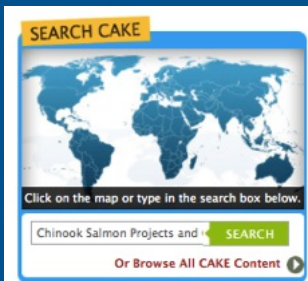 SEARCH CAKE
Click on the map or type in the search box below.
Chinook Salmon Projects and
SEARCH
Or Browse All CAKE Content